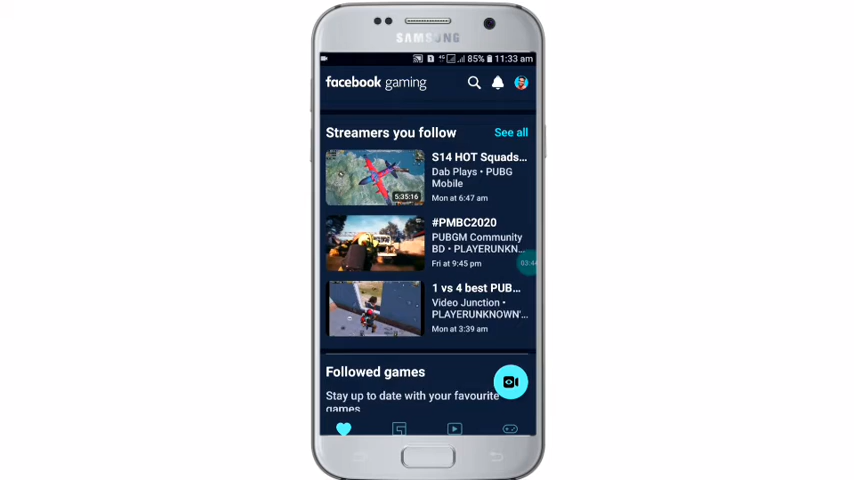 SAMSUNG
4G 85% 11:33 am
facebook gaming
Streamers you follow See all
S14 HOT Squads...
Dab Plays • PUBG
Mobile
5:35:16
Mon at 6:47 am
#PMBC2020
PUBGM Community
BD • PLAYERUNKN...
Fri at 9:45 pm
03:44
1 vs 4 best PUB...
Video Junction •
PLAYERUNKNOWN'...
Mon at 3:39 am
Followed games
Stay up to date with your favourite
games